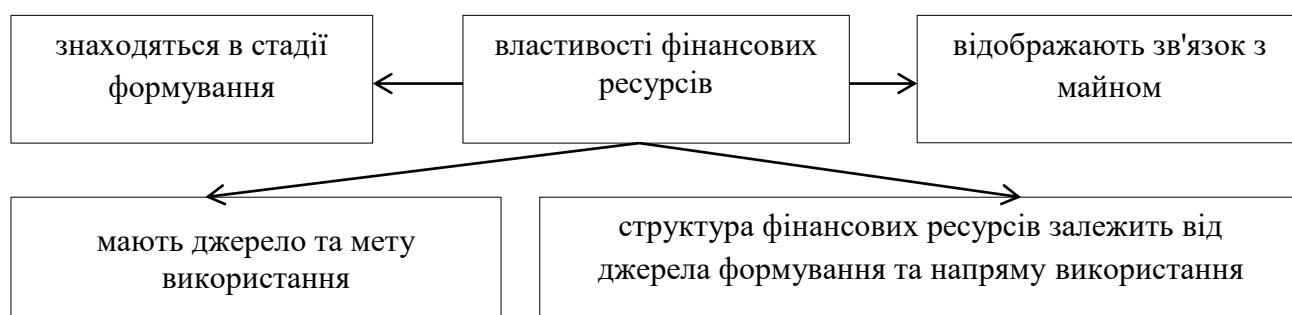 знаходяться в стадії
формування
властивості фінансових
ресурсів
відображають зв'язок з
майном
мають джерело та мету
використання
структура фінансових ресурсів залежить від
джерела формування та напряму використання